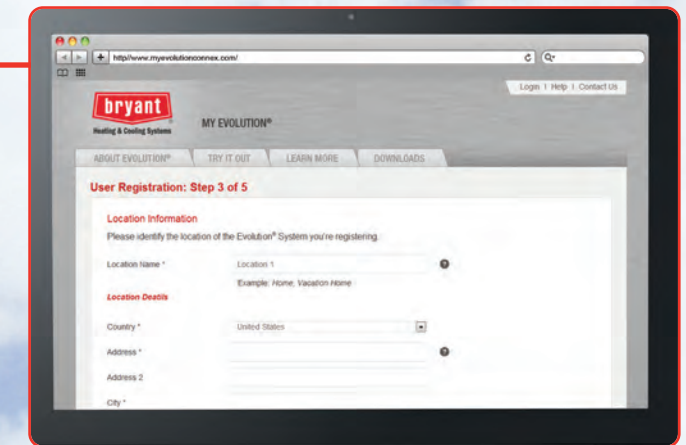 http//www.myevolutionconnex.com/
Login | Help | Contact Us
bryant
Heating & Cooling Systems
MY EVOLUTION®
ABOUT EVOLUTION® TRY IT OUT LEARN MORE DOWNLOADS
User Registration: Step 3 of 5
Location Information
Please identify the location of the Evolution® System you're registering.
Location Name * Location 1
Example: Home, Vacation Home
Location Deatils
Country * United States
Address *
Address 2
City *